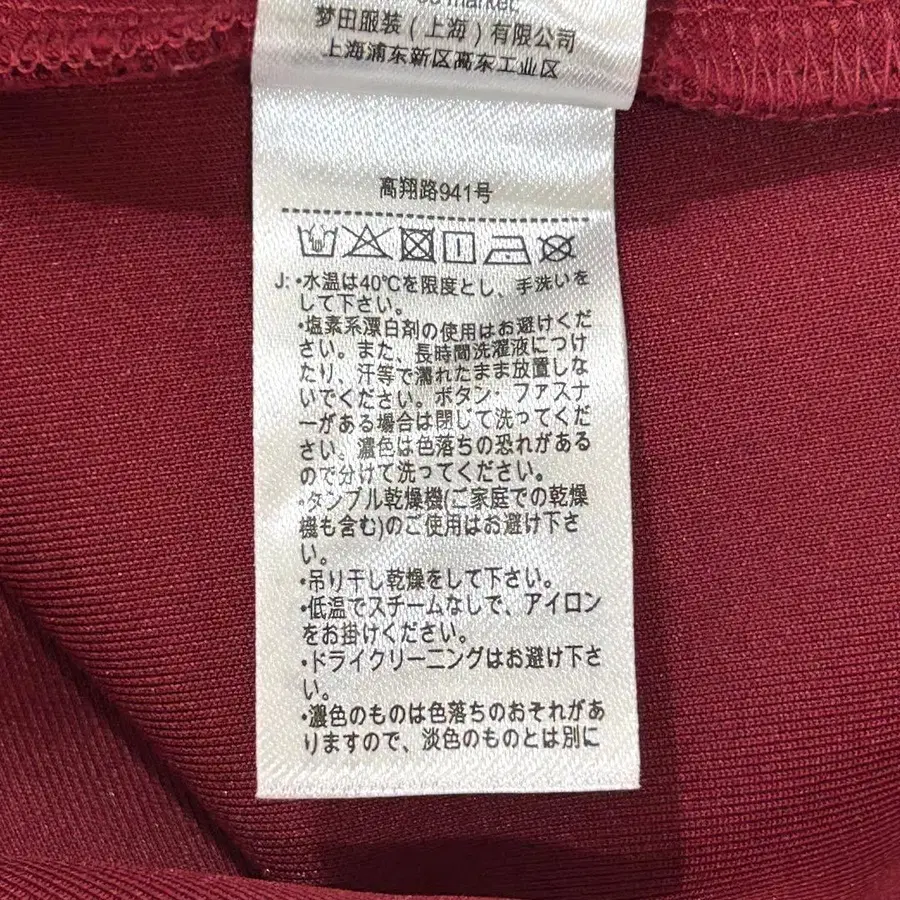 market.
梦田服装（上海）有限公司
上海浦东新区高东工业区
高翔路941号
J: •水温は40℃を限度とし、手洗いを
して下さい。
•塩素系漂白剤の使用はお避けくだ
さい。また、長時間洗濯液につけ
たり、汗等で濡れたまま放置しな
いでください。ボタン・ファスナ
ーがある場合は閉じて洗ってくだ
さい。濃色は色落ちの恐れがある
ので分けて洗ってください。
•タンブル乾燥機(ご家庭での乾燥
機も含む)のご使用はお避け下さ
い。
•吊り干し乾燥をして下さい。
•低温でスチームなしで、アイロン
をお掛けください。
•ドライクリーニングはお避け下さ
い。
•濃色のものは色落ちのおそれがあ
りますので、淡色のものとは別に